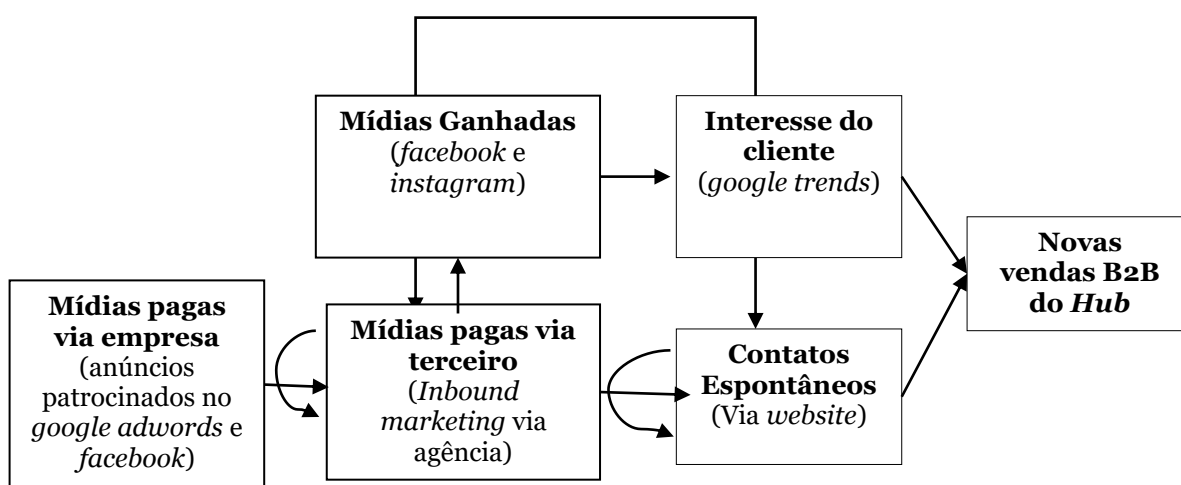 Mídias Ganhadas
(facebook e
instagram)
Interesse do
cliente
(google trends)
Novas
vendas B2B
do Hub
Mídias pagas
via empresa
(anúncios
patrocinados no
google adwords e
facebook)
Mídias pagas via
terceiro
(Inbound
marketing via
agência)
Contatos
Espontâneos
(Via website)